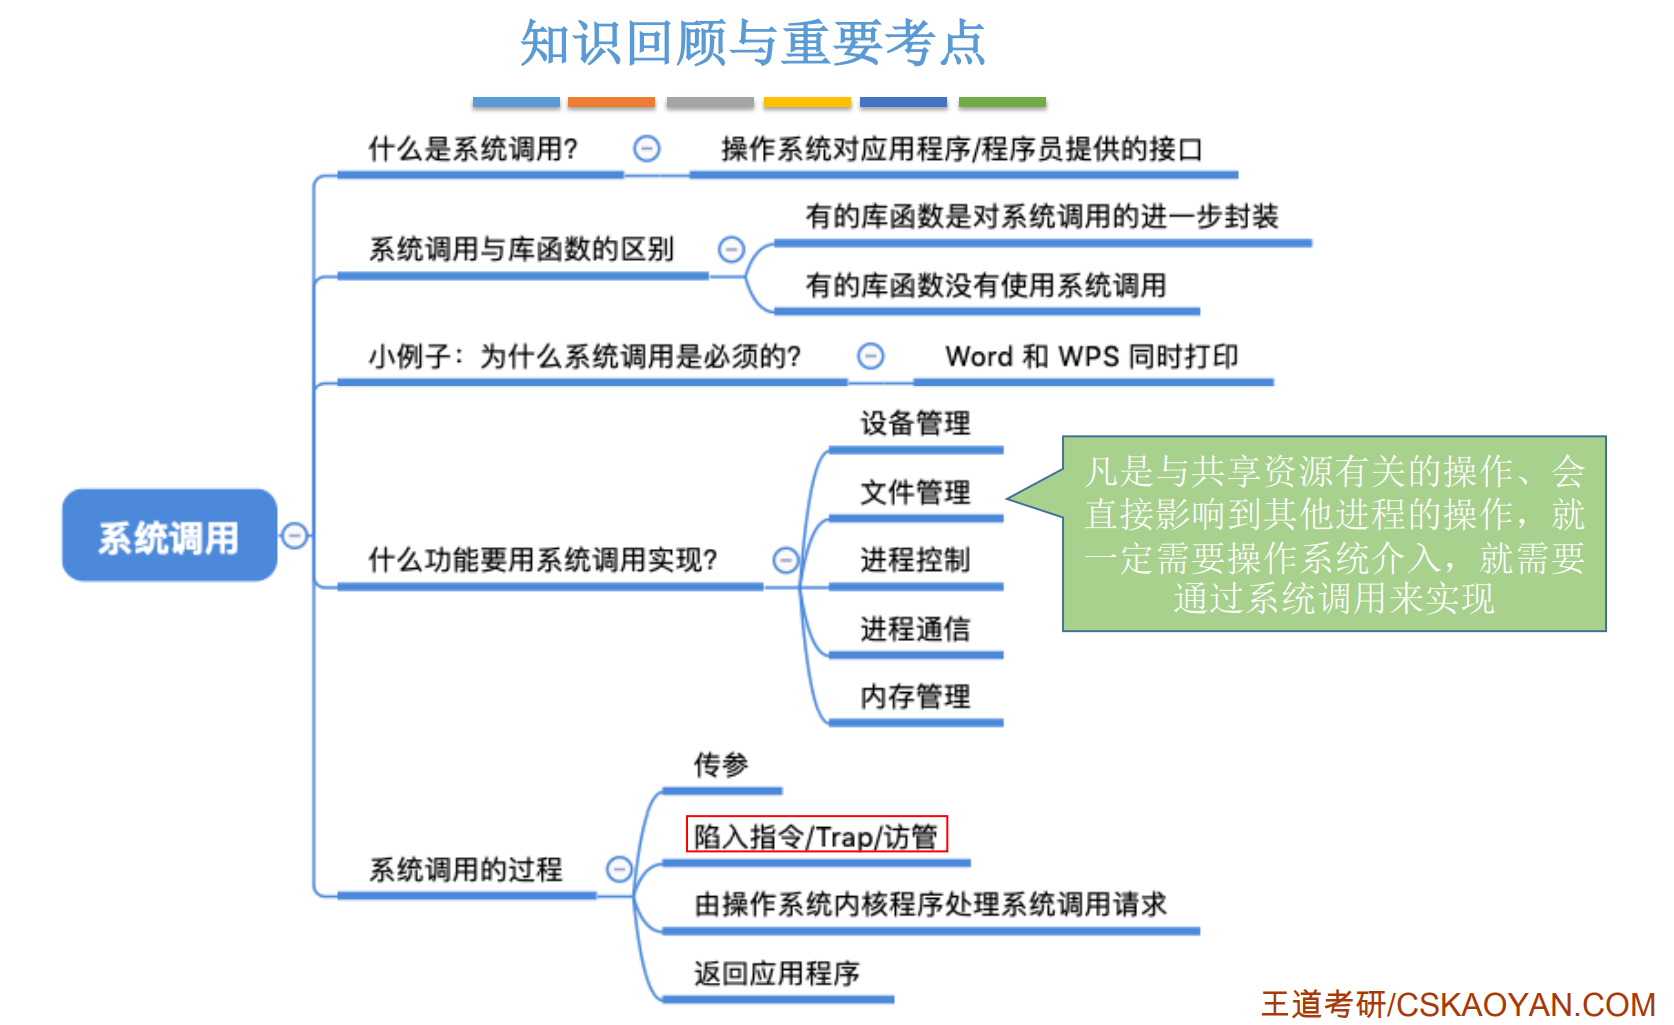 知识回顾与重要考点
什么是系统调用?
操作系统对应用程序/程序员提供的接口
系统调用与库函数的区别
有的库函数是对系统调用的进一步封装
有的库函数没有使用系统调用
小例子：为什么系统调用是必须的?
Word 和 WPS 同时打印
系统调用
什么功能要用系统调用实现?
设备管理
文件管理
进程控制
进程通信
内存管理
凡是与共享资源有关的操作、会
直接影响到其他进程的操作，就
一定需要操作系统介入，就需要
通过系统调用来实现
系统调用的过程
传参
陷入指令/Trap/访管
由操作系统内核程序处理系统调用请求
返回应用程序
王道考研/CSKAOYAN.COM